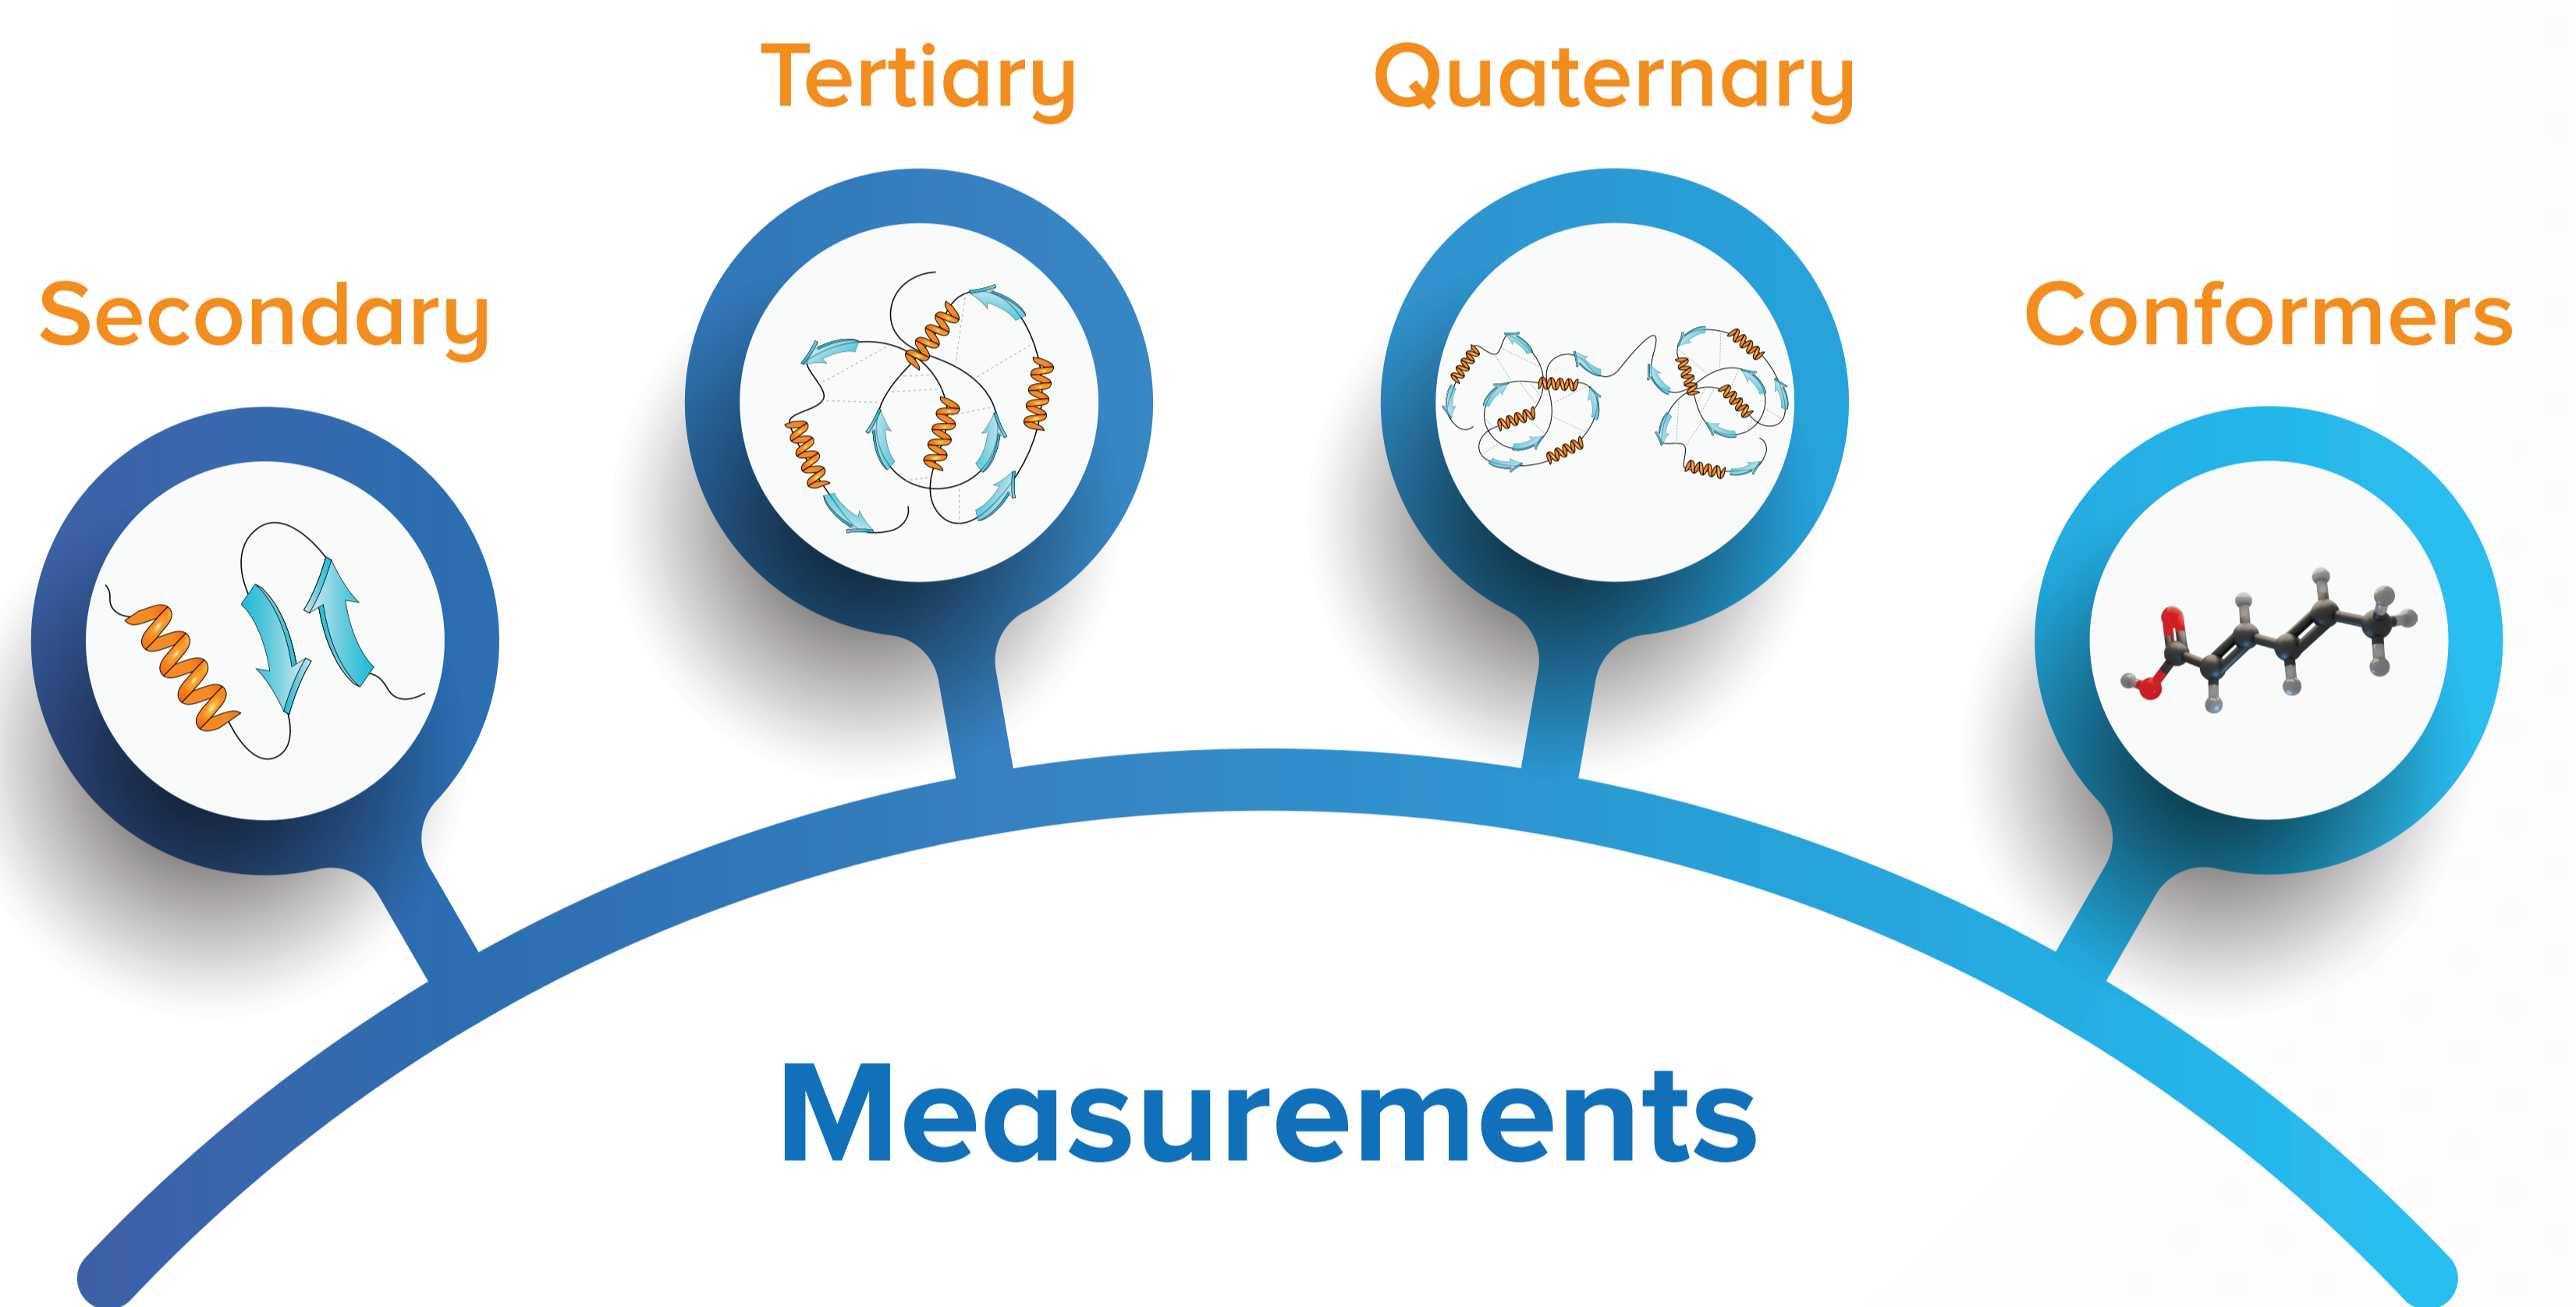 Tertiary
Quaternary
Secondary
Conformers
Measurements